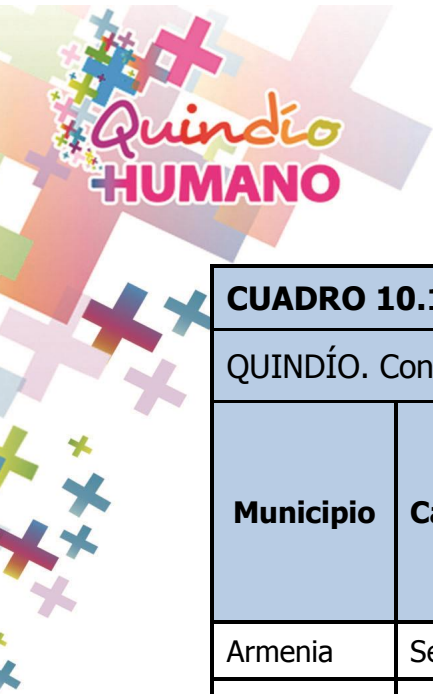 Quindío
HUMANO
CUADRO 10.
QUINDÍO. Con
Municipio
Armenia